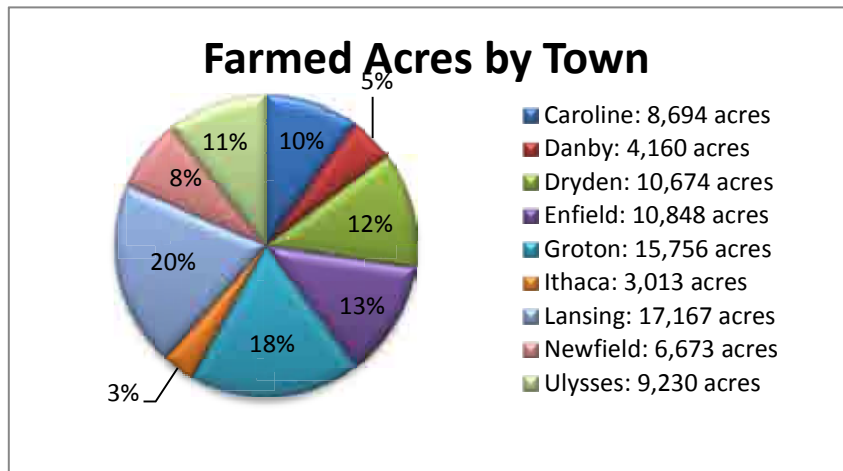 Farmed Acres by Town
5%
10%
11%
8%
12%
20%
13%
18%
3%
Caroline: 8,694 acres
Danby: 4,160 acres
Dryden: 10,674 acres
Enfield: 10,848 acres
Groton: 15,756 acres
Ithaca: 3,013 acres
Lansing: 17,167 acres
Newfield: 6,673 acres
Ulysses: 9,230 acres